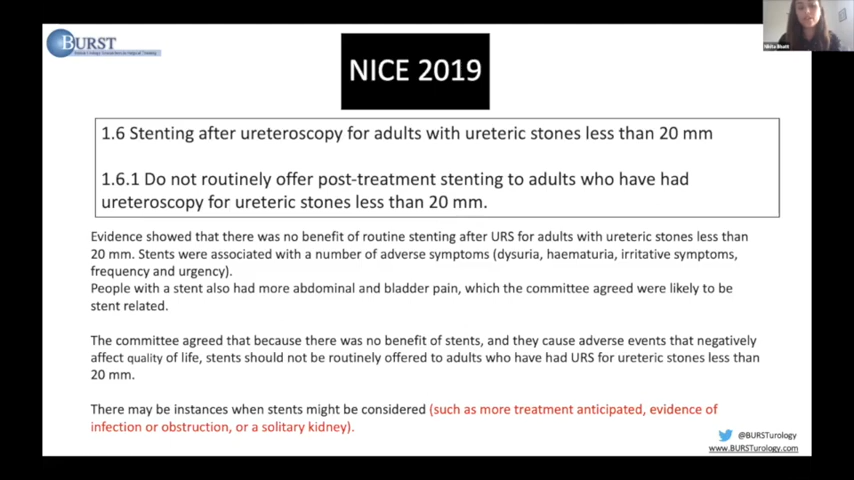 BURST
NICE 2019
1.6 Stenting after ureteroscopy for adults with ureteric stones less than 20 mm
1.6.1 Do not routinely offer post-treatment stenting to adults who have had
ureteroscopy for ureteric stones less than 20 mm.
Evidence showed that there was no benefit of routine stenting after URS for adults with ureteric stones less than
20 mm. Stents were associated with a number of adverse symptoms (dysuria, haematuria, irritative symptoms,
frequency and urgency).
People with a stent also had more abdominal and bladder pain, which the committee agreed were likely to be
stent related.
The committee agreed that because there was no benefit of stents, and they cause adverse events that negatively
affect quality of life, stents should not be routinely offered to adults who have had URS for ureteric stones less than
20 mm.
There may be instances when stents might be considered (such as more treatment anticipated, evidence of
infection or obstruction, or a solitary kidney).
@BURSTurology
www.BURSTurology.com